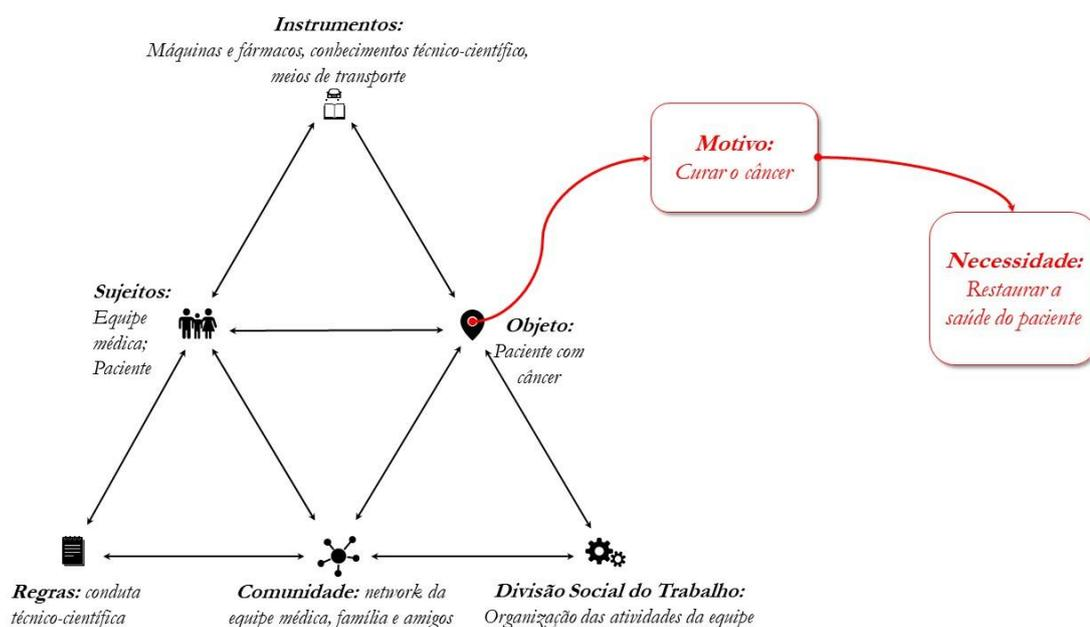 Instrumentos:
Máquinas e fármacos, conhecimentos técnico-científico,
meios de transporte
Motivo:
Curar o câncer
Necessidade:
Restaurar a
saúde do paciente
Sujeitos:
Equipe
médica;
Paciente
Objeto:
Paciente com
câncer
Regras: conduta
técnico-científica
Comunidade: network da
equipe médica, família e amigos
Divisão Social do Trabalho:
Organização das atividades da equipe